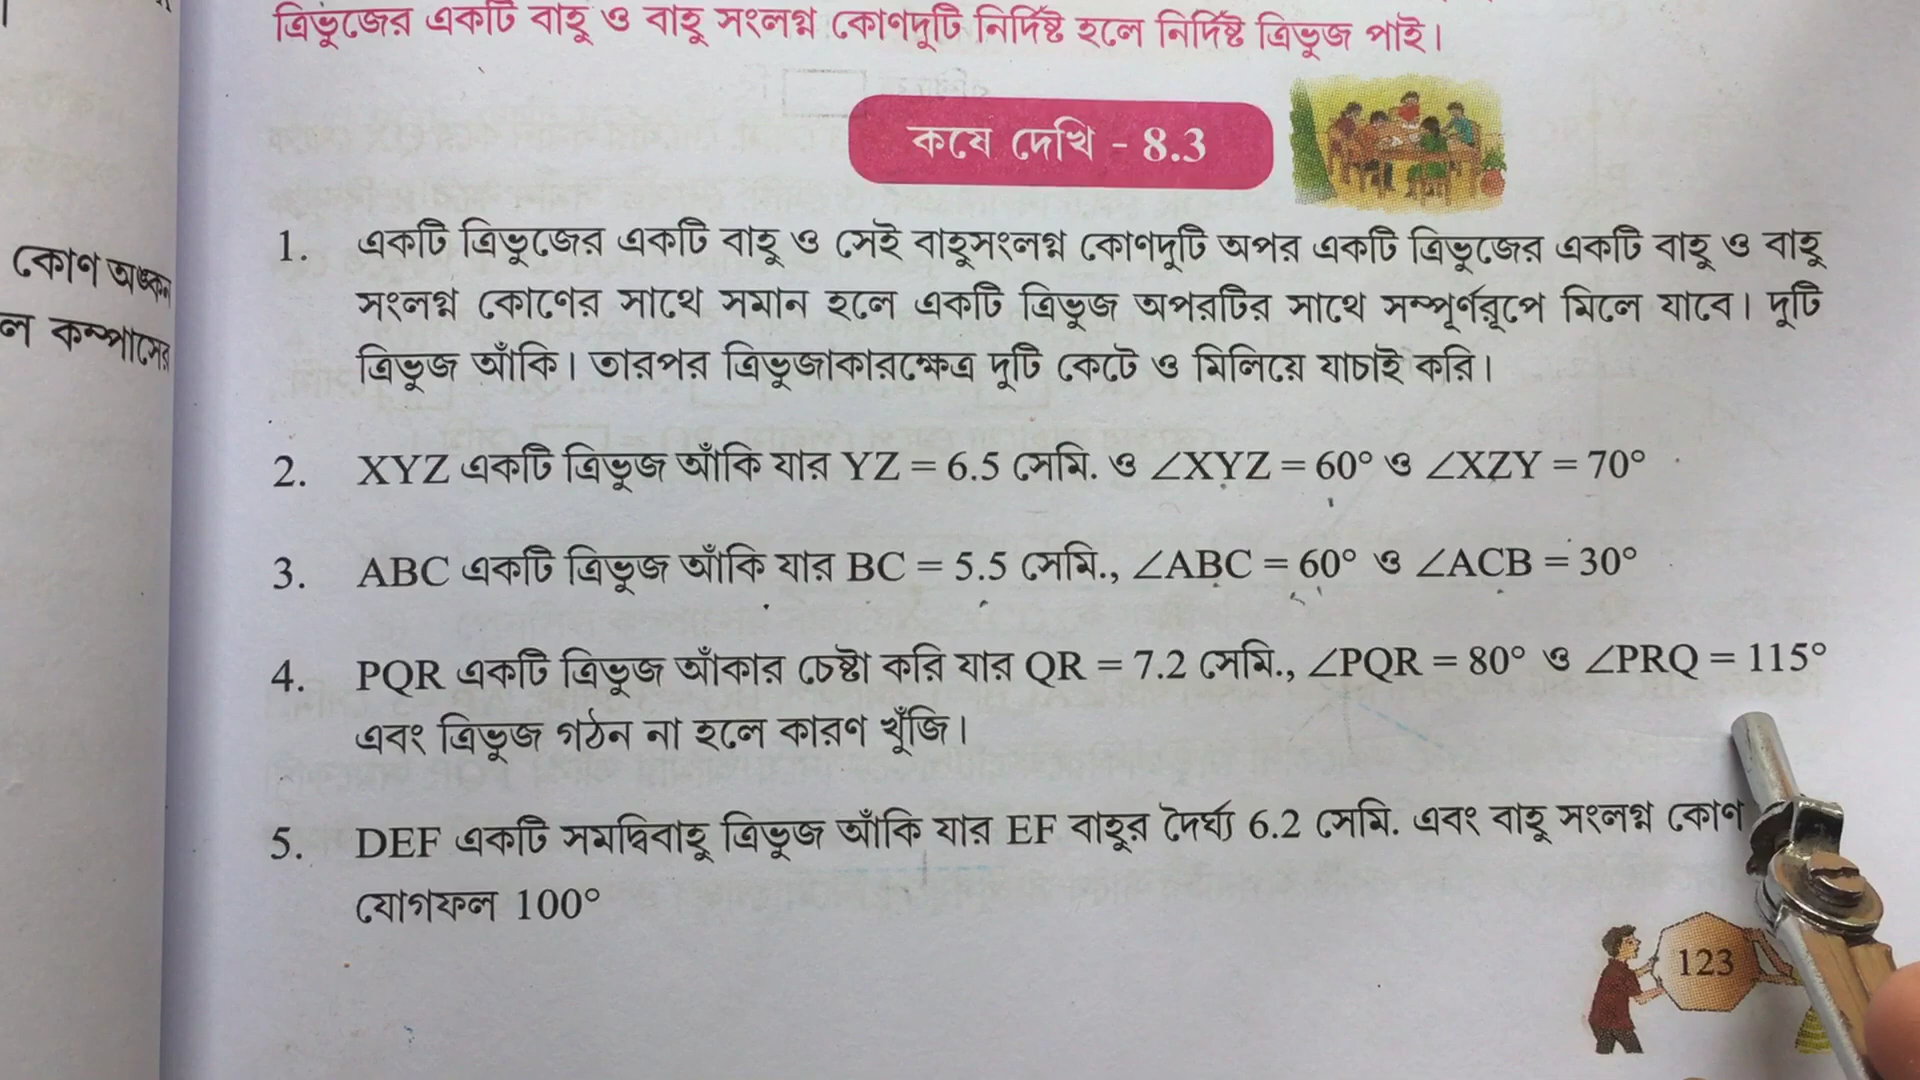 ত্রিভুজের একটি বাহু ও বাহু সংলগ্ন কোণদুটি নির্দিষ্ট হলে নির্দিষ্ট ত্রিভুজ পাই।
কষে দেখি - 8.3
কোণ অঙ্কন
ল কম্পাসের
1. একটি ত্রিভুজের একটি বাহু ও সেই বাহুসংলগ্ন কোণদুটি অপর একটি ত্রিভুজের একটি বাহু ও বাহু
সংলগ্ন কোণের সাথে সমান হলে একটি ত্রিভুজ অপরটির সাথে সম্পূর্ণরূপে মিলে যাবে। দুটি
ত্রিভুজ আঁকি। তারপর ত্রিভুজাকারক্ষেত্র দুটি কেটে ও মিলিয়ে যাচাই করি।
2. XYZ একটি ত্রিভুজ আঁকি যার YZ = 6.5 সেমি. ও ∠XYZ = 60° ও ∠XZY = 70°
3. ABC একটি ত্রিভুজ আঁকি যার BC = 5.5 সেমি., ∠ABC = 60° ও ∠ACB = 30°
4. PQR একটি ত্রিভুজ আঁকার চেষ্টা করি যার QR = 7.2 সেমি., ∠PQR = 80° ও ∠PRQ = 115°
এবং ত্রিভুজ গঠন না হলে কারণ খুঁজি।
5. DEF একটি সমদ্বিবাহু ত্রিভুজ আঁকি যার EF বাহুর দৈর্ঘ্য 6.2 সেমি. এবং বাহু সংলগ্ন কোণ
যোগফল 100°
123